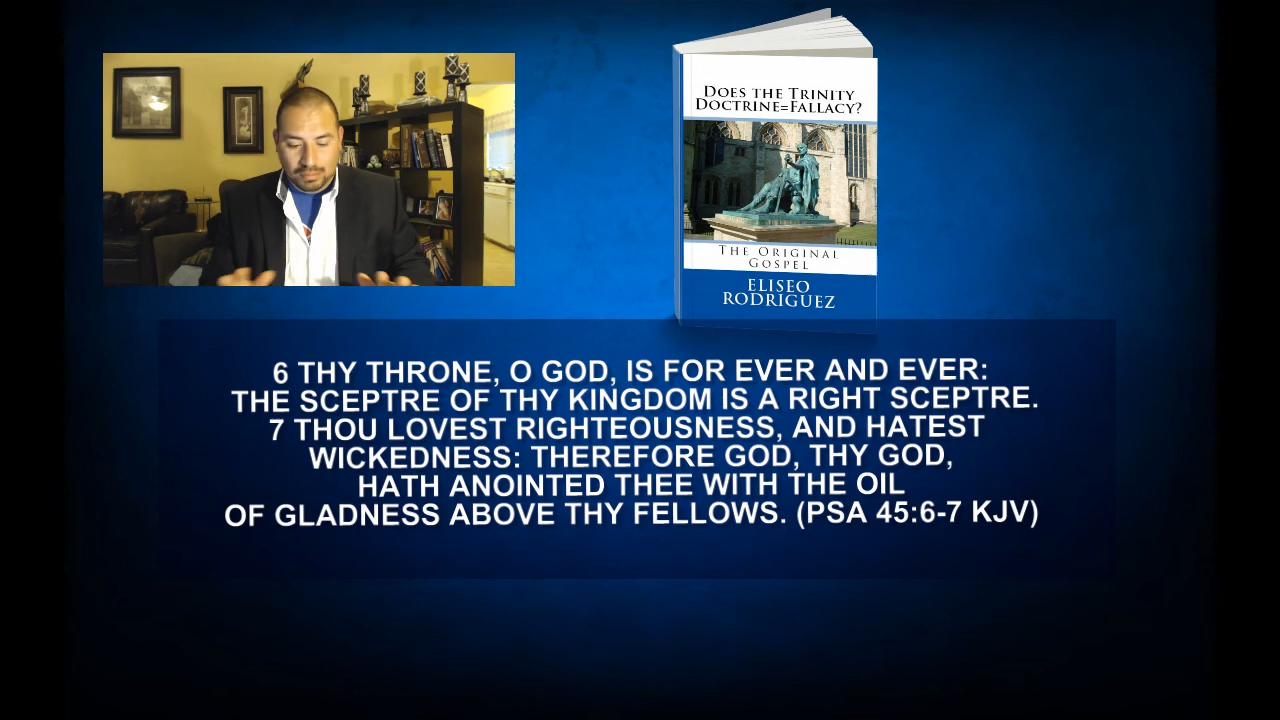 DOES THE TRINITY
DOCTRINE=FALLACY?
THE ORIGINAL
GOSPEL
ELISEO
RODRIGUEZ
6 THY THRONE, O GOD, IS FOR EVER AND EVER:
THE SCEPTRE OF THY KINGDOM IS A RIGHT SCEPTRE.
7 THOU LOVEST RIGHTEOUSNESS, AND HATEST
WICKEDNESS: THEREFORE GOD, THY GOD,
HATH ANOINTED THEE WITH THE OIL
OF GLADNESS ABOVE THY FELLOWS. (PSA 45:6-7 KJV)